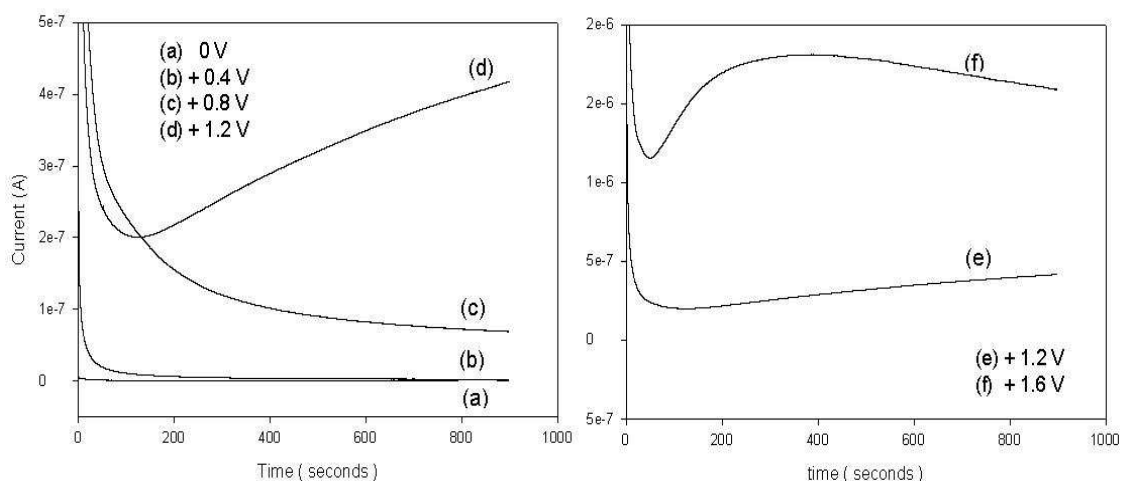 5e-7
4e-7
3e-7
2e-7
1e-7
0
Current ( A )
(a) 0 V
(b) + 0.4 V
(c) + 0.8 V
(d) + 1.2 V
(d)
(c)
(b)
(a)
0 200 400 600 800 1000
Time ( seconds )
2e-6
2e-6
1e-6
5e-7
0
5e-7
(f)
(e)
(e) + 1.2 V
(f) + 1.6 V
0 200 400 600 800 1000
time ( seconds )